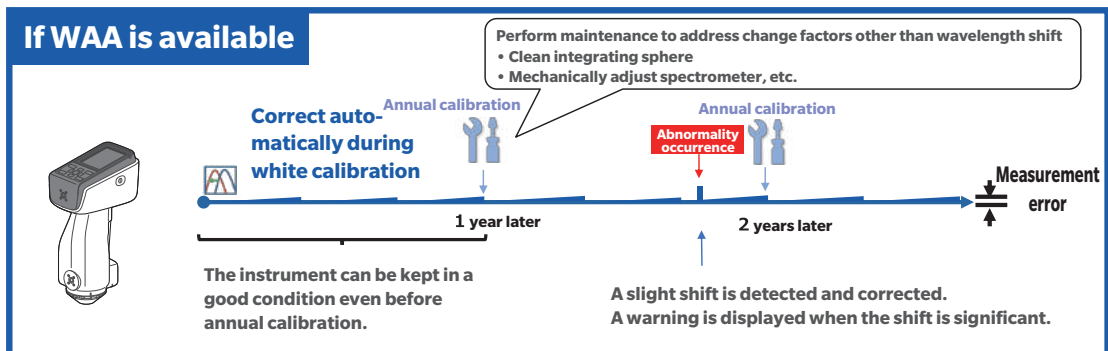 If WAA is available
Perform maintenance to address change factors other than wavelength shift
• Clean integrating sphere
• Mechanically adjust spectrometer, etc.
Annual calibration
Annual calibration
Correct auto-
matically during
white calibration
Abnormality
occurrence
Measurement
error
1 year later
2 years later
The instrument can be kept in a
good condition even before
annual calibration.
A slight shift is detected and corrected.
A warning is displayed when the shift is significant.